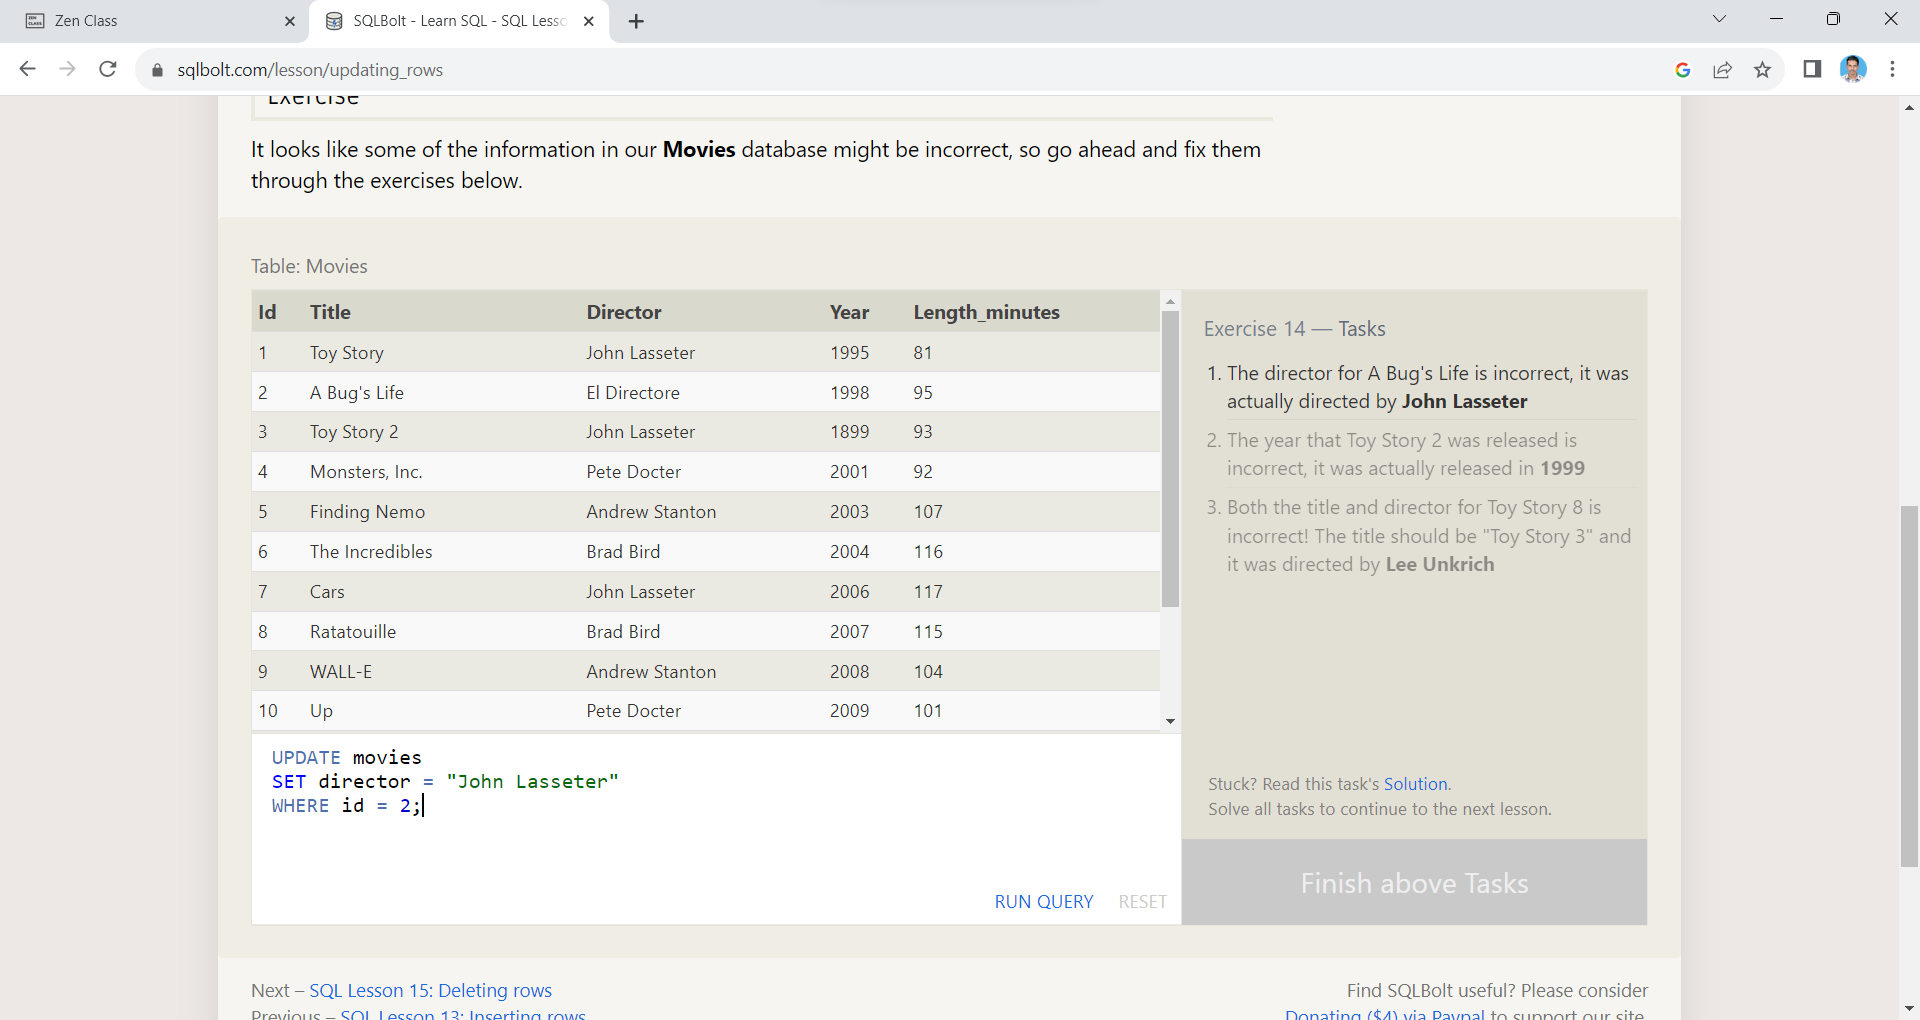 Zen Class
SQLBolt - Learn SQL - SQL Lesso
sqlbolt.com/lesson/updating_rows
Exercise
It looks like some of the information in our Movies database might be incorrect, so go ahead and fix them
through the exercises below.
Table: Movies
Id Title Director Year Length_minutes
1 Toy Story John Lasseter 1995 81
2 A Bug's Life El Directore 1998 95
3 Toy Story 2 John Lasseter 1899 93
4 Monsters, Inc. Pete Docter 2001 92
5 Finding Nemo Andrew Stanton 2003 107
6 The Incredibles Brad Bird 2004 116
7 Cars John Lasseter 2006 117
8 Ratatouille Brad Bird 2007 115
9 WALL-E Andrew Stanton 2008 104
10 Up Pete Docter 2009 101
UPDATE movies
SET director = "John Lasseter"
WHERE id = 2;
RUN QUERY RESET
Exercise 14 — Tasks
1. The director for A Bug's Life is incorrect, it was
actually directed by John Lasseter
2. The year that Toy Story 2 was released is
incorrect, it was actually released in 1999
3. Both the title and director for Toy Story 8 is
incorrect! The title should be "Toy Story 3" and
it was directed by Lee Unkrich
Stuck? Read this task's Solution.
Solve all tasks to continue to the next lesson.
Finish above Tasks
Next – SQL Lesson 15: Deleting rows
Previous – SQL Lesson 13: Inserting rows
Find SQLBolt useful? Please consider
Donating ($4) via Paypal to support our site.